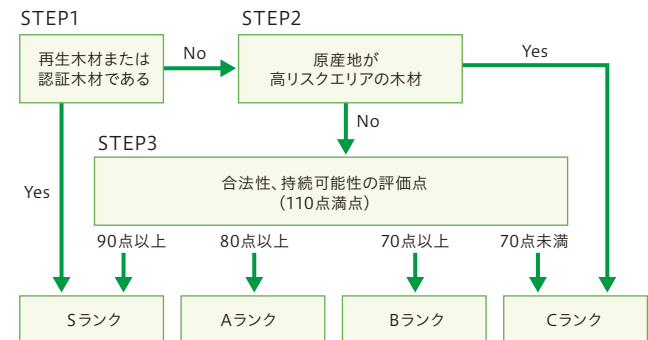 STEP1
STEP2
再生木材または
認証木材である
No
原産地が
高リスクエリアの木材
Yes
No
STEP3
Yes
合法性、持続可能性の評価点
（110点満点）
90点以上
80点以上
70点以上
70点未満
Sランク
Aランク
Bランク
Cランク